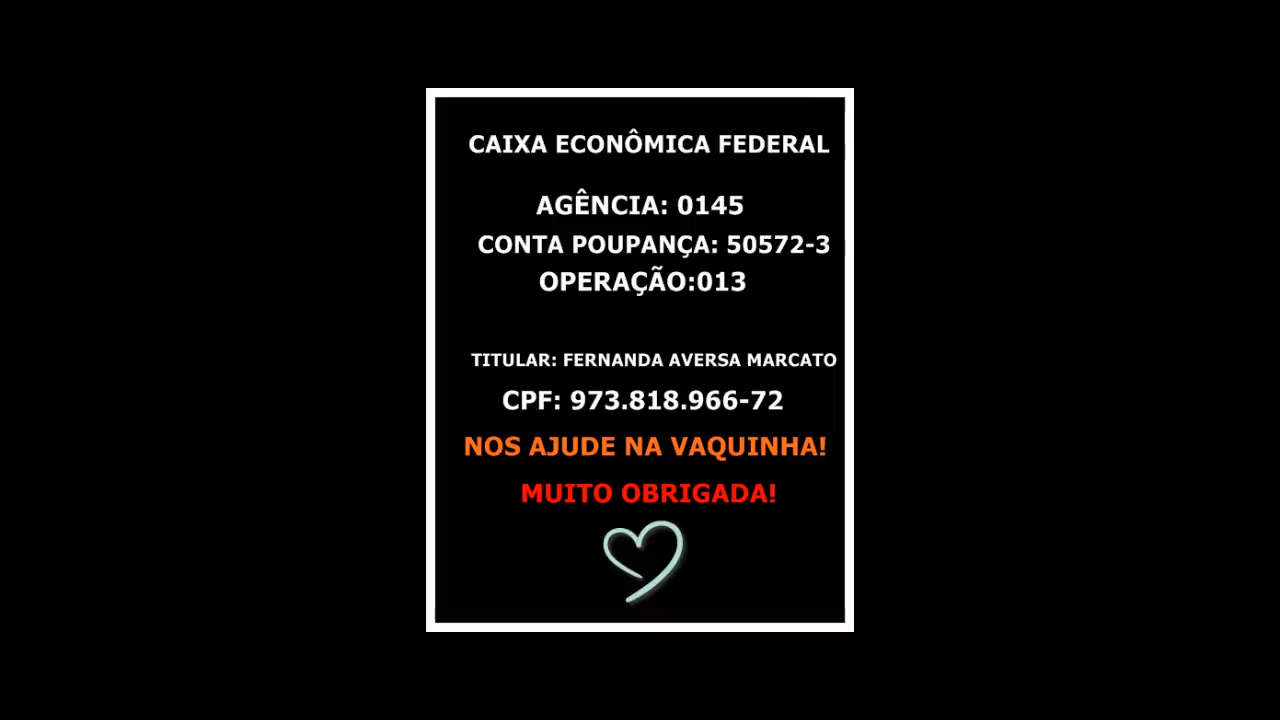 CAIXA ECONÔMICA FEDERAL
AGÊNCIA: 0145
CONTA POUPANÇA: 50572-3
OPERAÇÃO:013
TITULAR: FERNANDA AVERSA MARCATO
CPF: 973.818.966-72
NOS AJUDE NA VAQUINHA!
MUITO OBRIGADA!